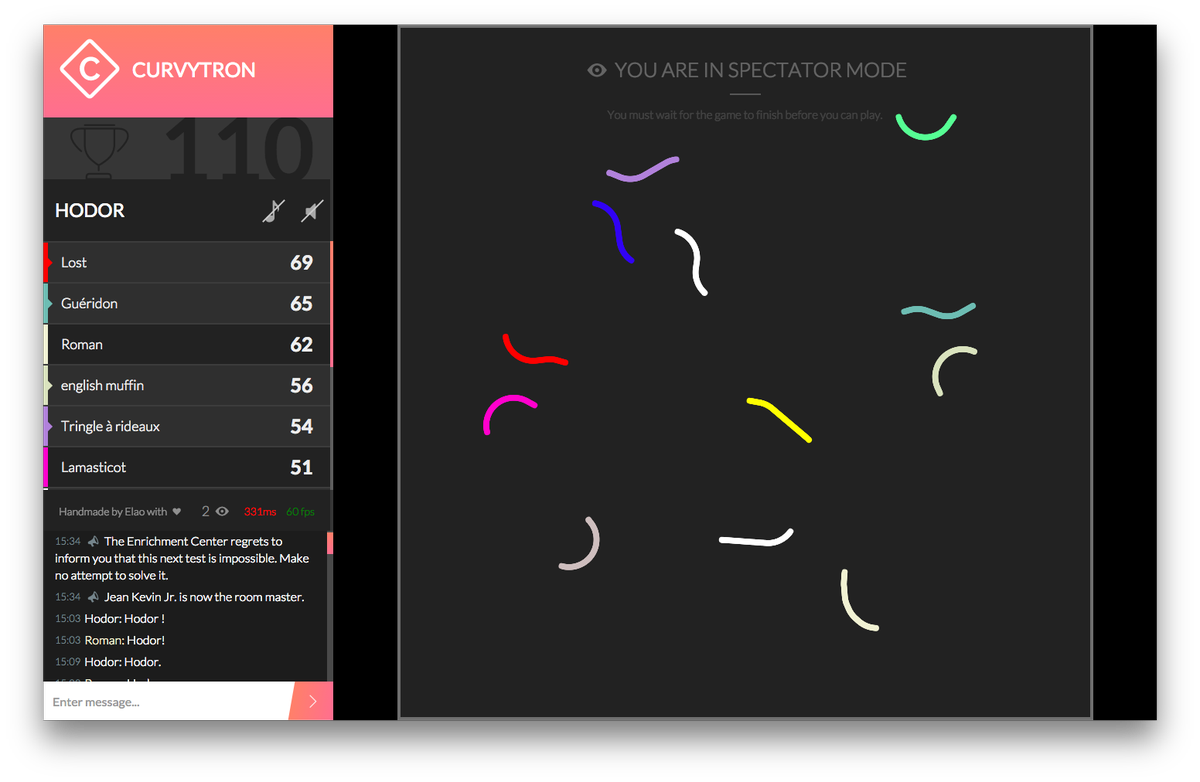 C CURVYTRON
110
HODOR
Lost 69
Guéridon 65
Roman 62
english muffin 56
Tringle à rideaux 54
Lamasticot 51
Handmade by Elao with ♥ 2 331ms 60 fps
15:34 The Enrichment Center regrets to
inform you that this next test is impossible. Make
no attempt to solve it.
15:34 Jean Kevin Jr. is now the room master.
15:03 Hodor: Hodor !
15:03 Roman: Hodor!
15:09 Hodor: Hodor.
Enter message...
YOU ARE IN SPECTATOR MODE
You must wait for the game to finish before you can play.